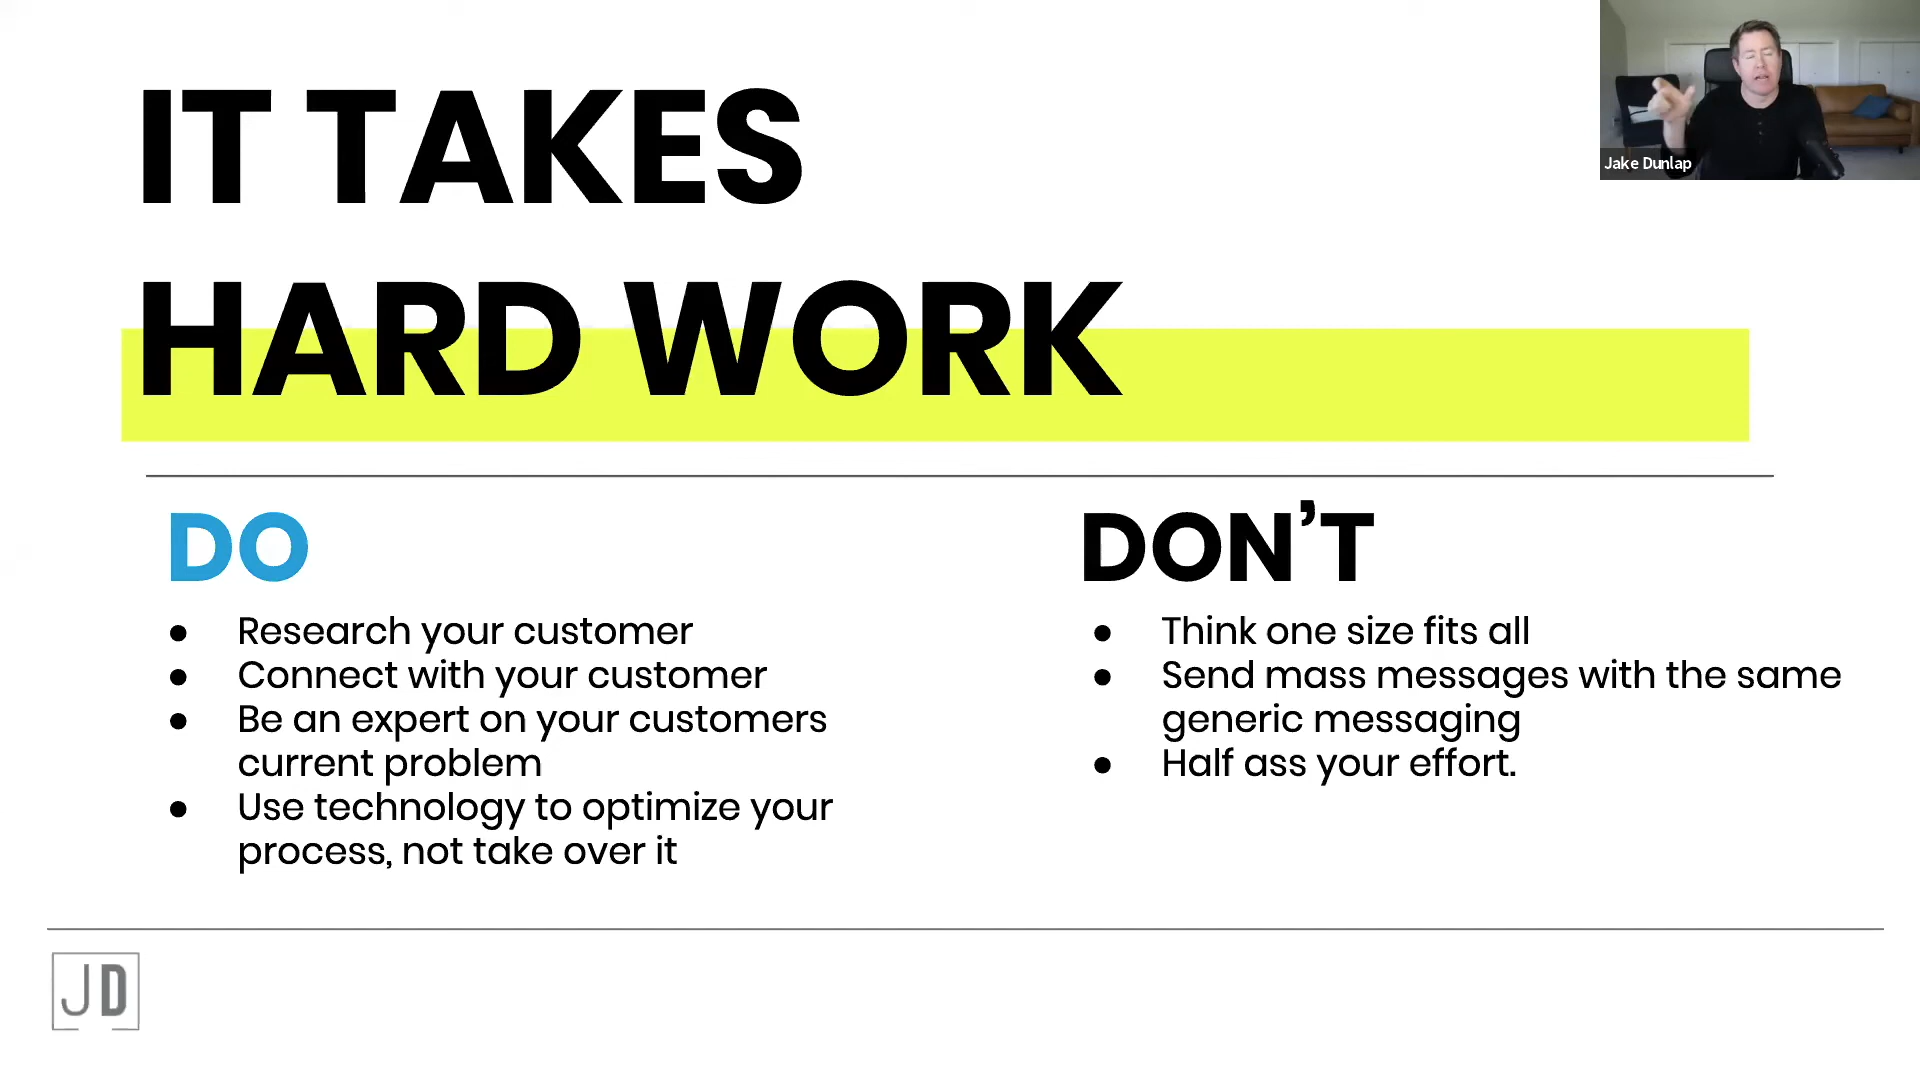 IT TAKES
HARD WORK
Jake Dunlap
DO
● Research your customer
● Connect with your customer
● Be an expert on your customers
current problem
● Use technology to optimize your
process, not take over it
DON’T
● Think one size fits all
● Send mass messages with the same
generic messaging
● Half ass your effort.
JD